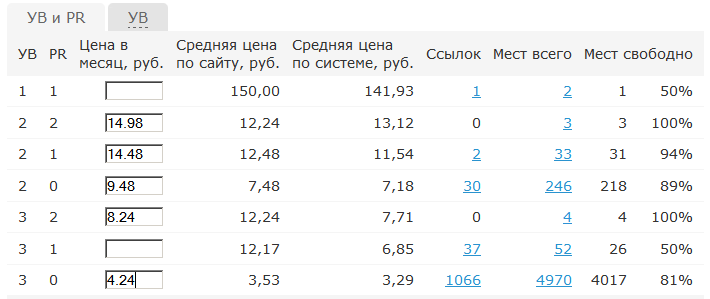 УВ и PR УВ
УВ PR Цена в месяц, руб. Средняя цена по сайту, руб. Средняя цена по системе, руб. Ссылок Мест всего Мест свободно
1 1 150,00 141,93 1 2 1 50%
2 2 14.98 12,24 13,12 0 3 3 100%
2 1 14.48 12,48 11,54 2 33 31 94%
2 0 9.48 7,48 7,18 30 246 218 89%
3 2 8.24 12,24 7,71 0 4 4 100%
3 1 12,17 6,85 37 52 26 50%
3 0 4.24 3,53 3,29 1066 4970 4017 81%